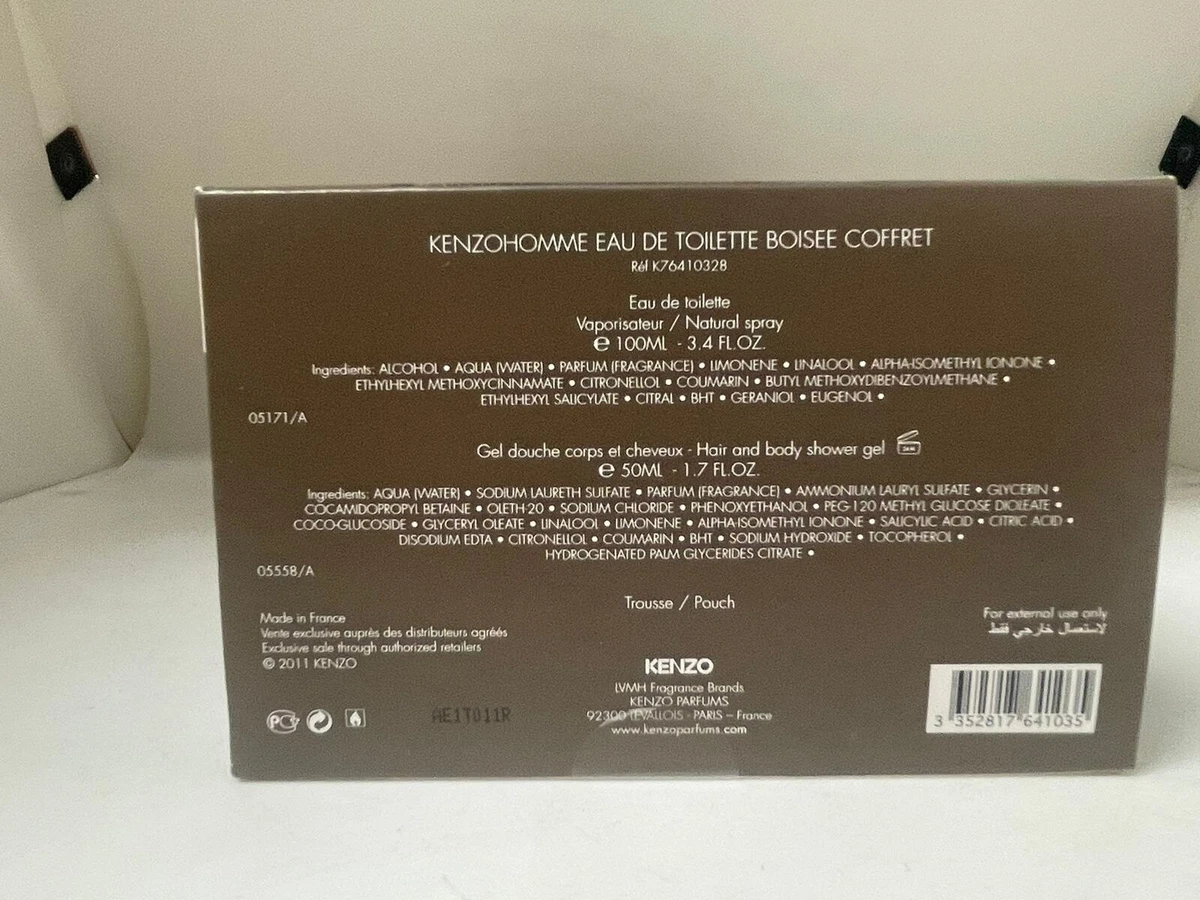 KENZOHOMME EAU DE TOILETTE BOISEE COFFRET
Réf K76410328
Eau de toilette
Vaporisateur / Natural spray
℮ 100ML - 3.4 FL.OZ.
Ingredients: ALCOHOL • AQUA (WATER) • PARFUM (FRAGRANCE) • LIMONENE • LINALOOL • ALPHA-ISOMETHYL IONONE •
ETHYLHEXYL METHOXYCINNAMATE • CITRONELLOL • COUMARIN • BUTYL METHOXYDIBENZOYLMETHANE •
ETHYLHEXYL SALICYLATE • CITRAL • BHT • GERANIOL • EUGENOL •
05171/A
Gel douche corps et cheveux - Hair and body shower gel
℮ 50ML - 1.7 FL.OZ.
Ingredients: AQUA (WATER) • SODIUM LAURETH SULFATE • PARFUM (FRAGRANCE) • AMMONIUM LAURYL SULFATE • GLYCERIN •
COCAMIDOPROPYL BETAINE • OLETH-20 • SODIUM CHLORIDE • PHENOXYETHANOL • PEG-120 METHYL GLUCOSE DIOLEATE •
COCO-GLUCOSIDE • GLYCERYL OLEATE • LINALOOL • LIMONENE • ALPHA-ISOMETHYL IONONE • SALICYLIC ACID • CITRIC ACID •
DISODIUM EDTA • CITRONELLOL • COUMARIN • BHT • SODIUM HYDROXIDE • TOCOPHEROL •
HYDROGENATED PALM GLYCERIDES CITRATE •
05558/A
Trousse / Pouch
Made in France
Vente exclusive auprès des distributeurs agréés
Exclusive sale through authorized retailers
© 2011 KENZO
For external use only
لاستعمال خارجي فقط
AE1T011R
KENZO
LVMH Fragrance Brands
KENZO PARFUMS
92300 LEVALLOIS - PARIS – France
www.kenzoparfums.com
3 352817 641035